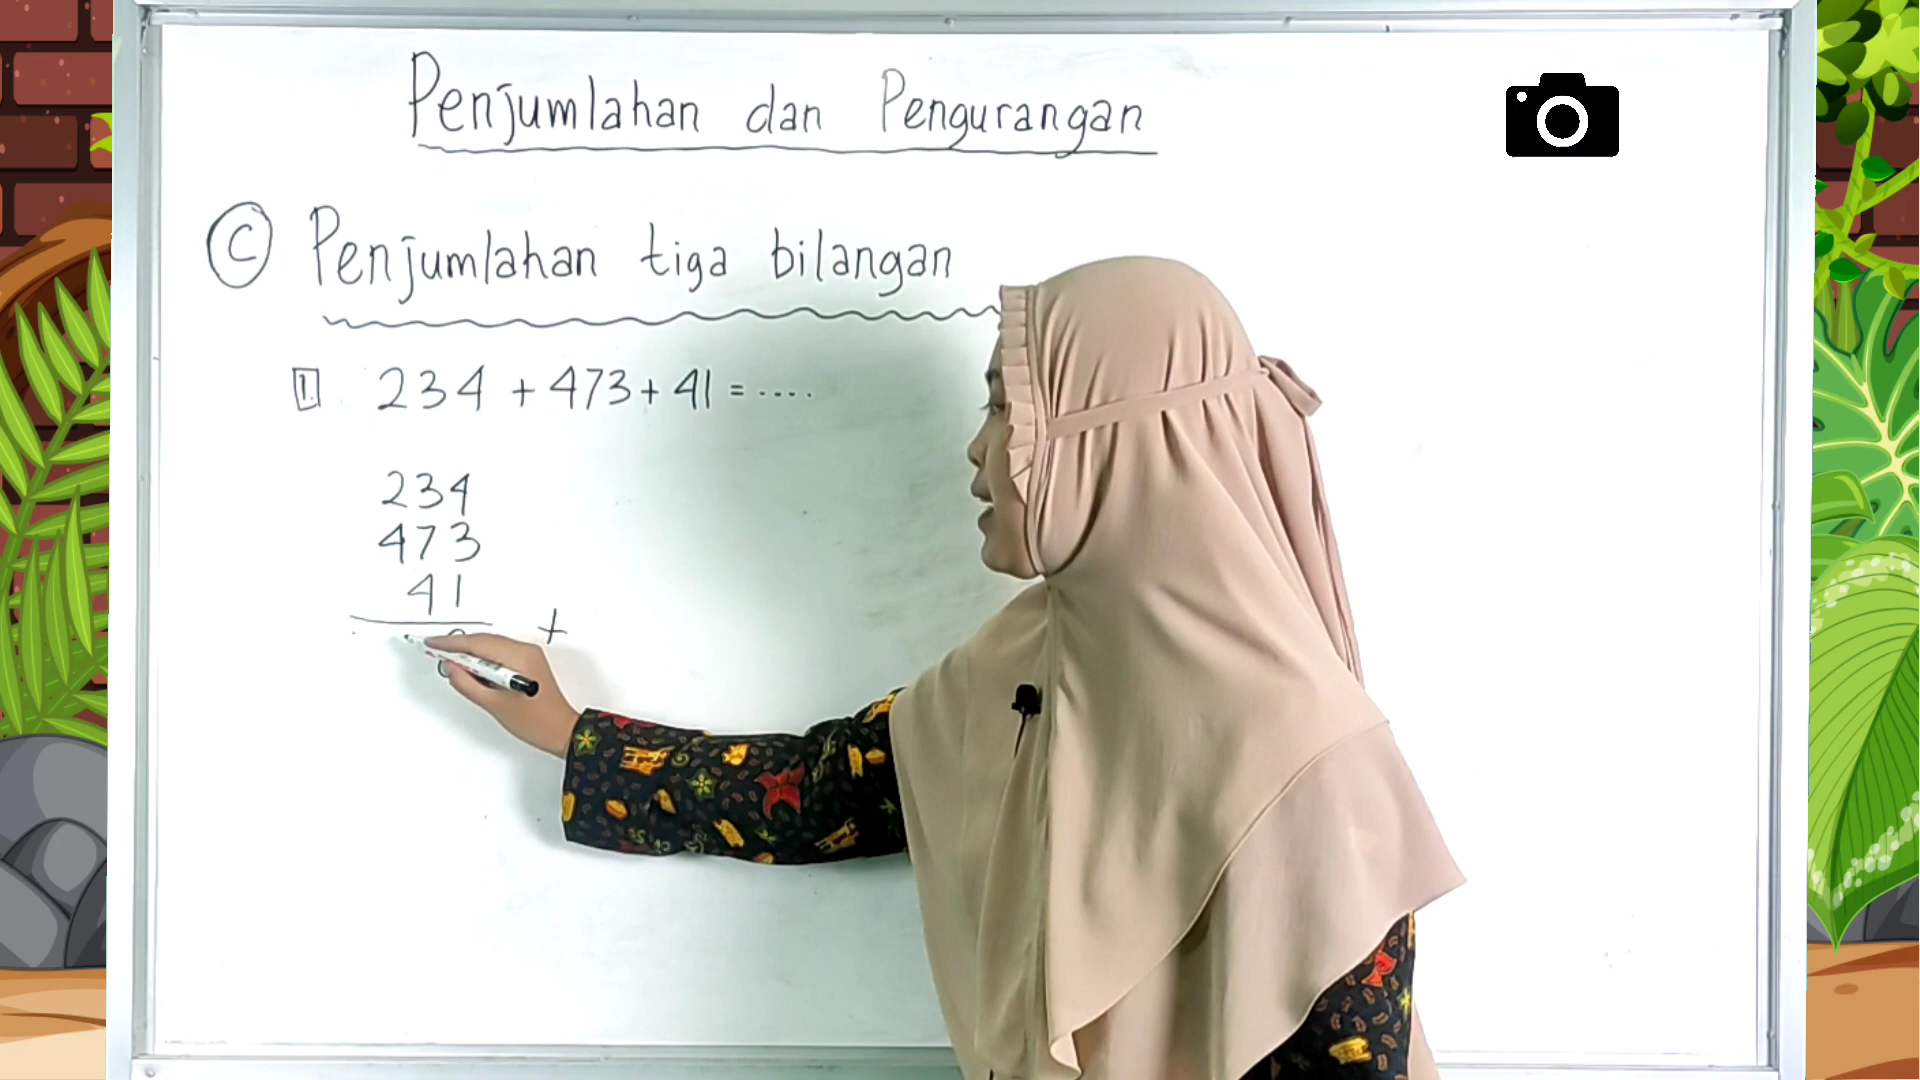 Penjumlahan dan Pengurangan
C Penjumlahan tiga bilangan
1. 234 + 473 + 41 = ....
234
473
41
+